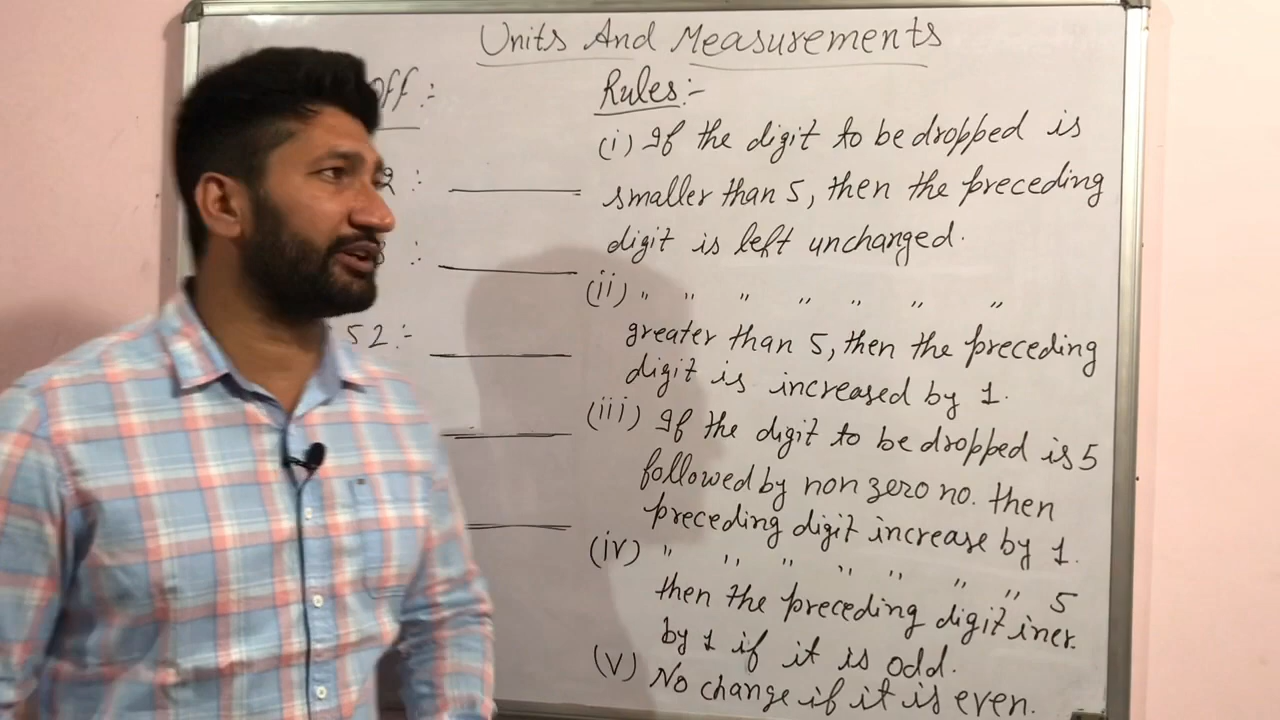 Units And Measurements
off :-
Rules :-
(i) If the digit to be dropped is
smaller than 5, then the preceding
digit is left unchanged.
2 :-
(ii) " " " " " " "
greater than 5, then the preceding
digit is increased by 1.
52 :-
(iii) If the digit to be dropped is 5
followed by non zero no. then
preceding digit increase by 1.
(iv) " " " " " " " 5
then the preceding digit incr.
by 1 if it is odd.
(v) No change if it is even.